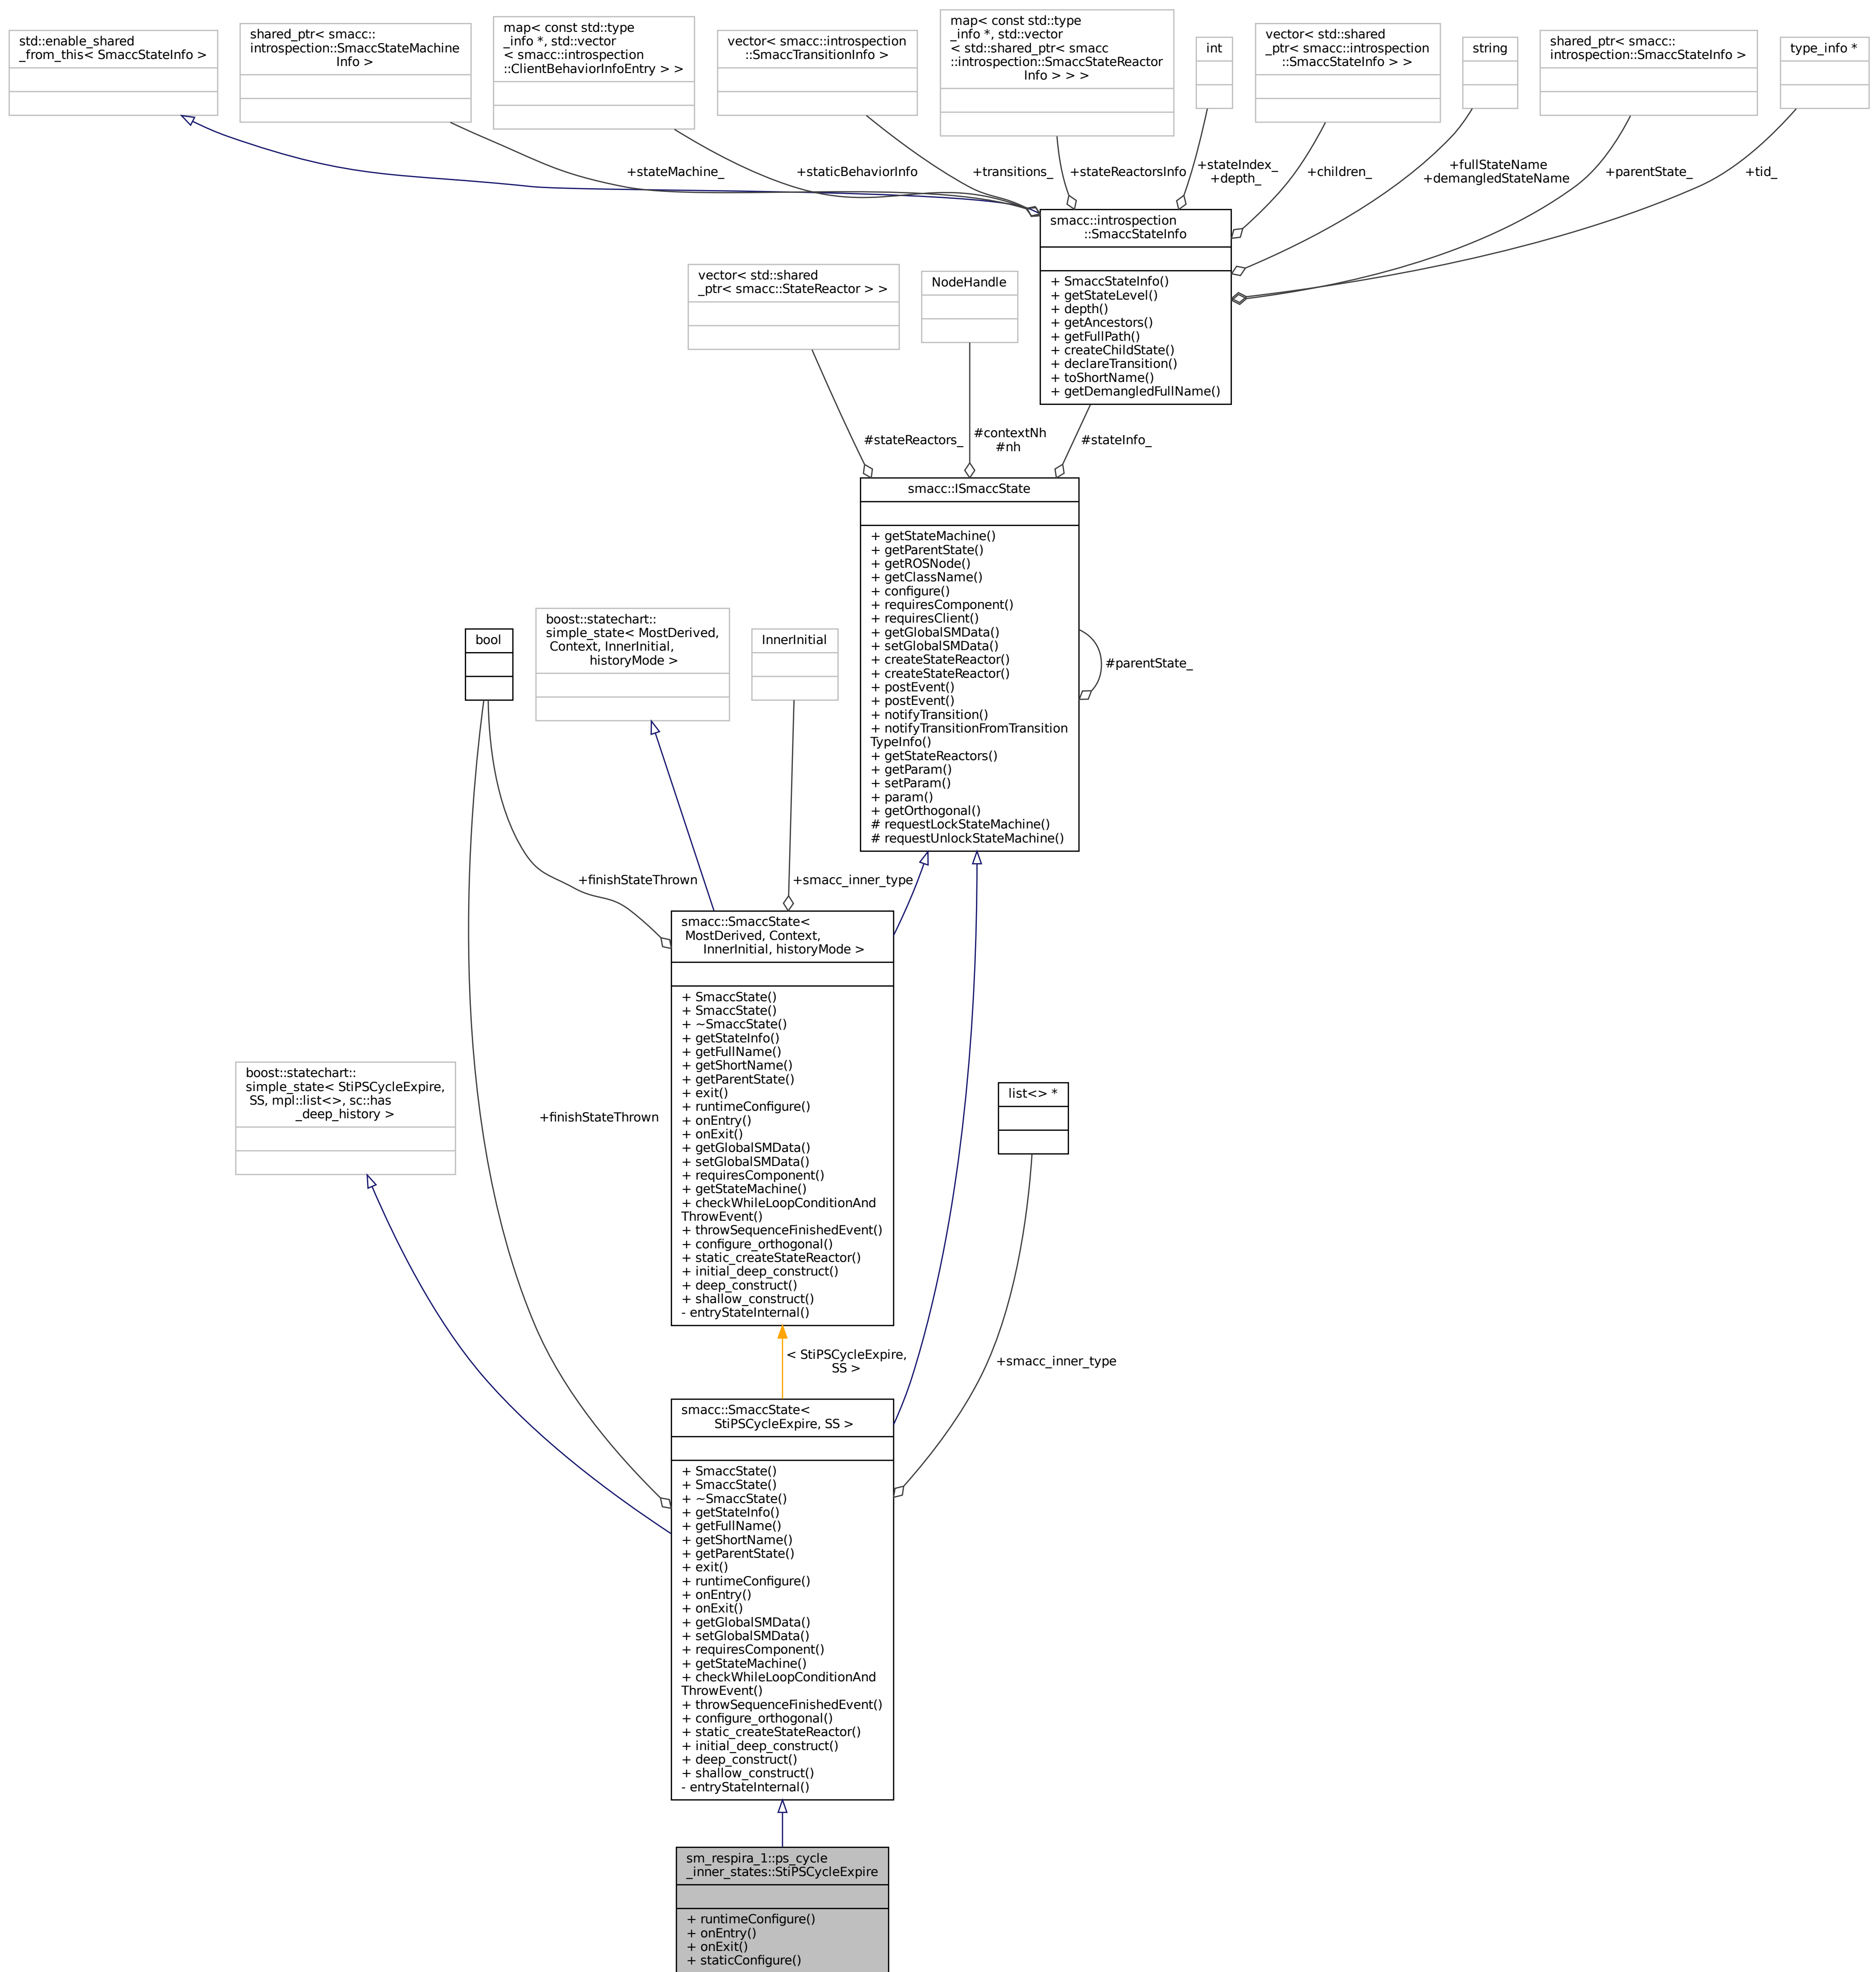 std::enable_shared
_from_this< SmaccStateInfo >
shared_ptr< smacc::
introspection::SmaccStateMachine
Info >
map< const std::type
_info *, std::vector
< smacc::introspection
::ClientBehaviorInfoEntry > >
vector< smacc::introspection
::SmaccTransitionInfo >
map< const std::type
_info *, std::vector
< std::shared_ptr< smacc
::introspection::SmaccStateReactor
Info > > >
int
vector< std::shared
_ptr< smacc::introspection
::SmaccStateInfo > >
string
shared_ptr< smacc::
introspection::SmaccStateInfo >
type_info *
+stateMachine_
+staticBehaviorInfo
+transitions_
+stateReactorsInfo
+stateIndex_
+depth_
+children_
+fullStateName
+demangledStateName
+parentState_
+tid_
smacc::introspection
::SmaccStateInfo
+ SmaccStateInfo()
+ getStateLevel()
+ depth()
+ getAncestors()
+ getFullPath()
+ createChildState()
+ declareTransition()
+ toShortName()
+ getDemangledFullName()
vector< std::shared
_ptr< smacc::StateReactor > >
NodeHandle
#stateReactors_
#contextNh
#nh
#stateInfo_
smacc::ISmaccState
+ getStateMachine()
+ getParentState()
+ getROSNode()
+ getClassName()
+ configure()
+ requiresComponent()
+ requiresClient()
+ getGlobalSMData()
+ setGlobalSMData()
+ createStateReactor()
+ createStateReactor()
+ postEvent()
+ postEvent()
+ notifyTransition()
+ notifyTransitionFromTransition
TypeInfo()
+ getStateReactors()
+ getParam()
+ setParam()
+ param()
+ getOrthogonal()
# requestLockStateMachine()
# requestUnlockStateMachine()
#parentState_
bool
boost::statechart::
simple_state< MostDerived,
Context, InnerInitial,
historyMode >
InnerInitial
+finishStateThrown
+smacc_inner_type
smacc::SmaccState<
MostDerived, Context,
InnerInitial, historyMode >
+ SmaccState()
+ SmaccState()
+ ~SmaccState()
+ getStateInfo()
+ getFullName()
+ getShortName()
+ getParentState()
+ exit()
+ runtimeConfigure()
+ onEntry()
+ onExit()
+ getGlobalSMData()
+ setGlobalSMData()
+ requiresComponent()
+ getStateMachine()
+ checkWhileLoopConditionAnd
ThrowEvent()
+ throwSequenceFinishedEvent()
+ configure_orthogonal()
+ static_createStateReactor()
+ initial_deep_construct()
+ deep_construct()
+ shallow_construct()
- entryStateInternal()
boost::statechart::
simple_state< StiPSCycleExpire,
SS, mpl::list<>, sc::has
_deep_history >
+finishStateThrown
list<> *
< StiPSCycleExpire,
SS >
+smacc_inner_type
smacc::SmaccState<
StiPSCycleExpire, SS >
+ SmaccState()
+ SmaccState()
+ ~SmaccState()
+ getStateInfo()
+ getFullName()
+ getShortName()
+ getParentState()
+ exit()
+ runtimeConfigure()
+ onEntry()
+ onExit()
+ getGlobalSMData()
+ setGlobalSMData()
+ requiresComponent()
+ getStateMachine()
+ checkWhileLoopConditionAnd
ThrowEvent()
+ throwSequenceFinishedEvent()
+ configure_orthogonal()
+ static_createStateReactor()
+ initial_deep_construct()
+ deep_construct()
+ shallow_construct()
- entryStateInternal()
sm_respira_1::ps_cycle
_inner_states::StiPSCycleExpire
+ runtimeConfigure()
+ onEntry()
+ onExit()
+ staticConfigure()